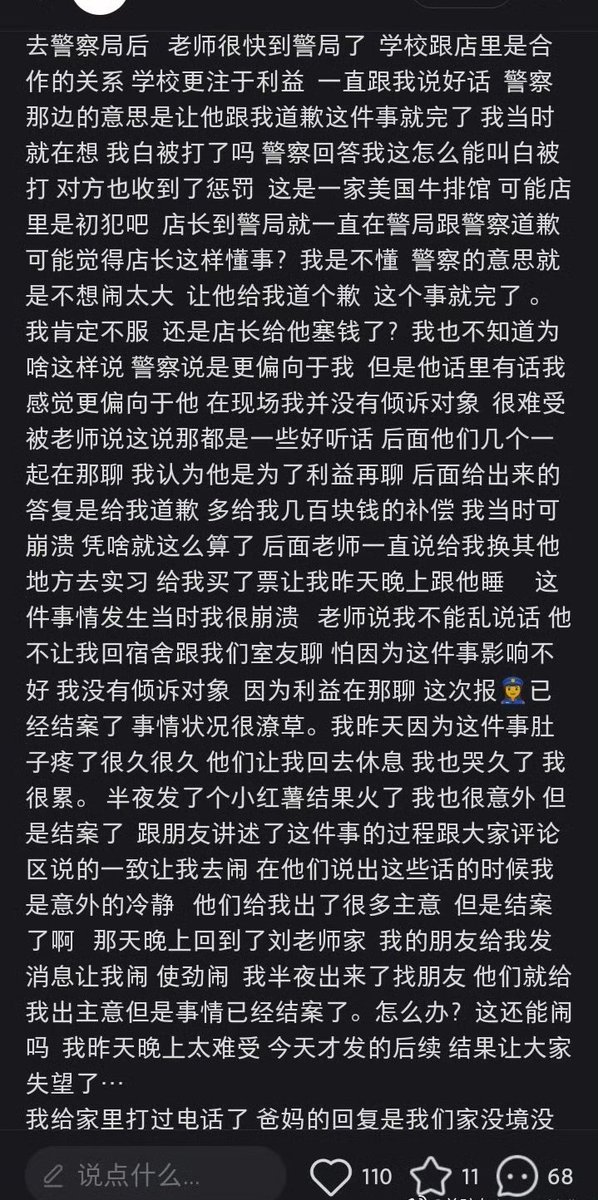 去警察局后 老师很快到警局了 学校跟店里是合
作的关系 学校更注于利益 一直跟我说好话 警察
那边的意思是让他跟我道歉这件事就完了 我当时
就在想 我白被打了吗 警察回答我这怎么能叫白被
打 对方也收到了惩罚 这是一家美国牛排馆 可能店
里是初犯吧 店长到警局就一直在警局跟警察道歉
可能觉得店长这样懂事？我是不懂 警察的意思就
是不想闹太大 让他给我道个歉 这个事就完了 。
我肯定不服 还是店长给他塞钱了？我也不知道为
啥这样说 警察说是更偏向于我 但是他话里有话我
感觉更偏向于他 在现场我并没有倾诉对象 很难受
被老师说这说那都是一些好听话 后面他们几个一
起在那聊 我认为他是为了利益再聊 后面给出来的
答复是给我道歉 多给我几百块钱的补偿 我当时可
崩溃 凭啥就这么算了 后面老师一直说给我换其他
地方去实习 给我买了票让我昨天晚上跟他睡 这
件事情发生当时我很崩溃 老师说我不能乱说话 他
不让我回宿舍跟我们室友聊 怕因为这件事影响不
好 我没有倾诉对象 因为利益在那聊 这次报👮已
经结案了 事情状况很潦草。我昨天因为这件事肚
子疼了很久很久 他们让我回去休息 我也哭久了 我
很累。 半夜发了个小红薯结果火了 我也很意外 但
是结案了 跟朋友讲述了这件事的过程跟大家评论
区说的一致让我去闹 在他们说出这些话的时候我
是意外的冷静 他们给我出了很多主意 但是结案
了啊 那天晚上回到了刘老师家 我的朋友给我发
消息让我闹 使劲闹 我半夜出来了找朋友 他们就给
我出主意但是事情已经结案了。怎么办？这还能闹
吗 我昨天晚上太难受 今天才发的后续 结果让大家
失望了…
我给家里打过电话了 爸妈的回复是我们家没境没
说点什么... 110 11 68